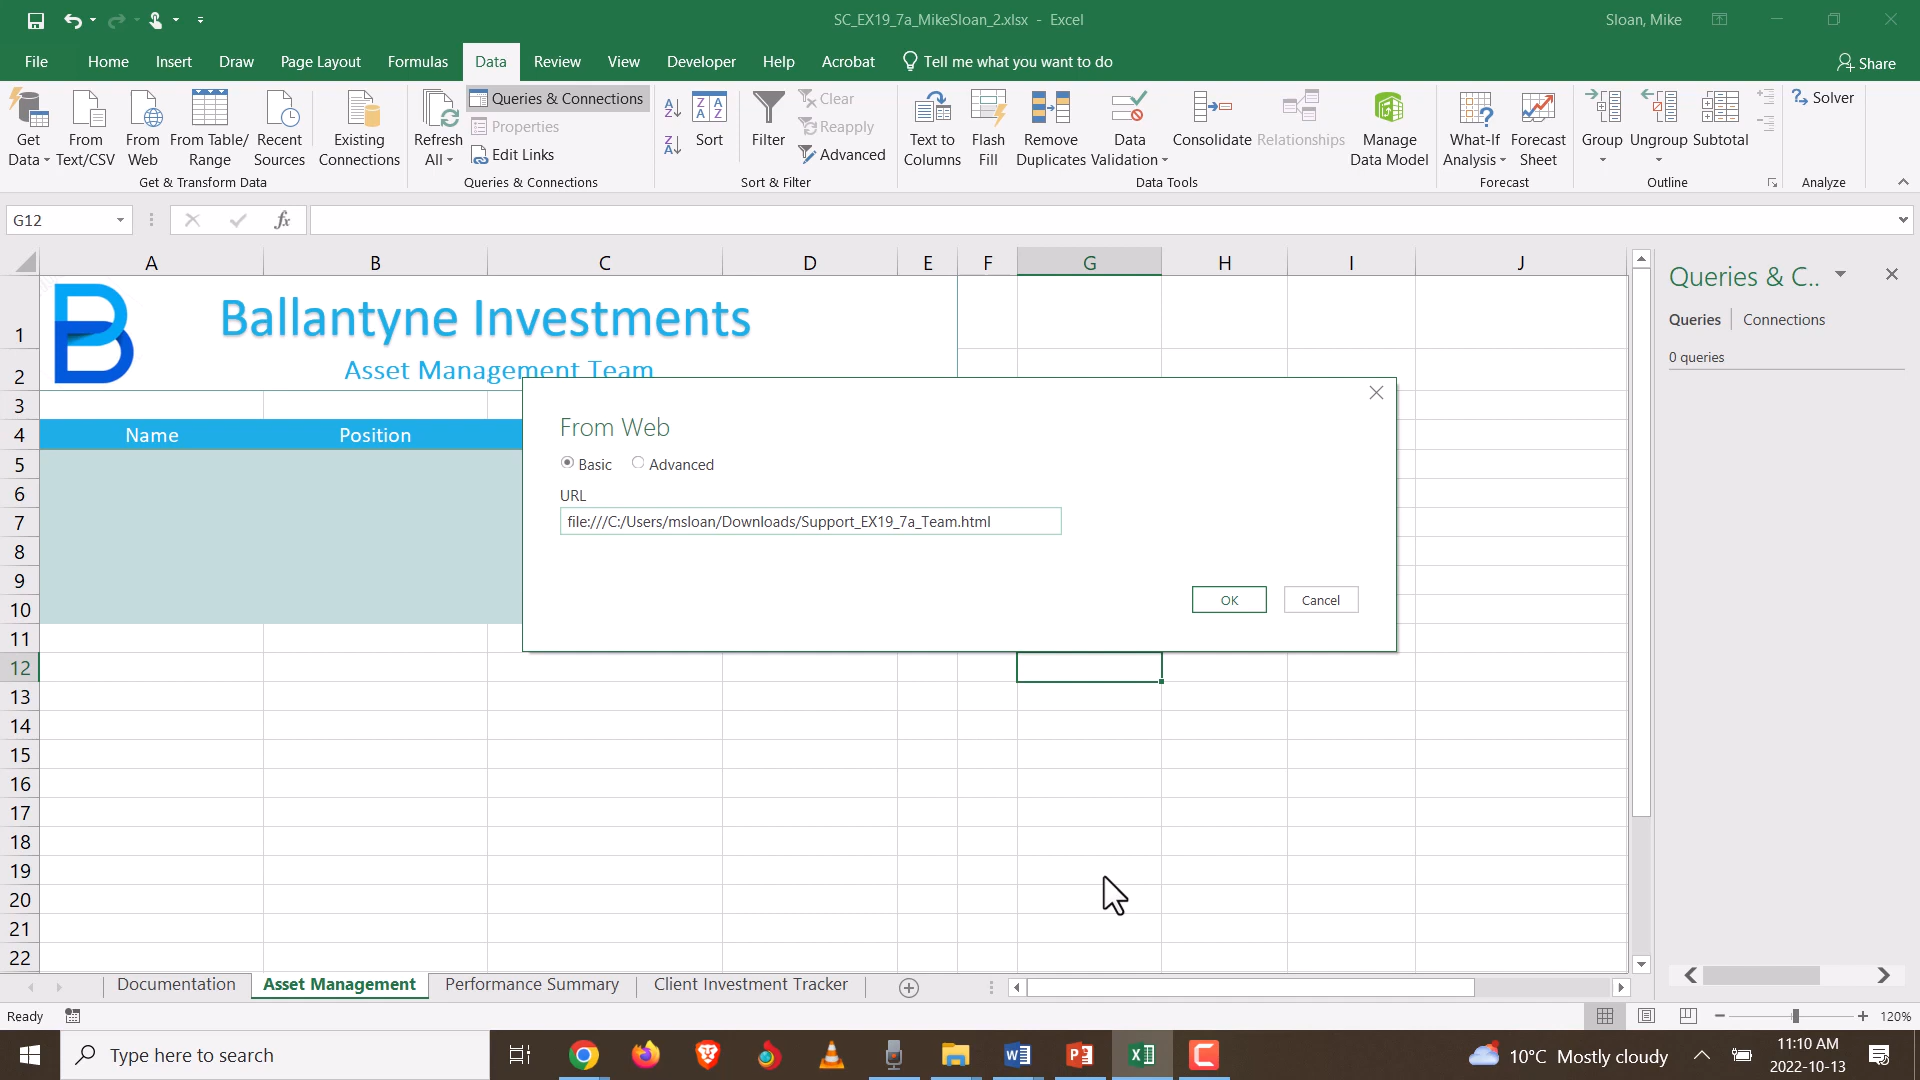 SC_EX19_7a_MikeSloan_2.xlsx - Excel
Sloan, Mike
File Home Insert Draw Page Layout Formulas Data Review View Developer Help Acrobat Tell me what you want to do
Share
Get Data
From Text/CSV
From Web
From Table/ Range
Recent Sources
Existing Connections
Refresh All
Queries & Connections
Properties
Edit Links
Sort
Filter
Clear
Reapply
Advanced
Text to Columns
Flash Fill
Remove Duplicates
Data Validation
Consolidate
Relationships
Manage Data Model
What-If Analysis
Forecast Sheet
Group
Ungroup
Subtotal
Solver
Get & Transform Data
Queries & Connections
Sort & Filter
Data Tools
Forecast
Outline
Analyze
G12
fx
A B C D E F G H I J
1
Ballantyne Investments
2
Asset Management Team
3
4
Name Position
5
6
7
8
9
10
11
12
13
14
15
16
17
18
19
20
21
22
From Web
Basic Advanced
URL
file:///C:/Users/msloan/Downloads/Support_EX19_7a_Team.html
OK Cancel
Queries & C..
Queries Connections
0 queries
Documentation Asset Management Performance Summary Client Investment Tracker
Ready
120%
Type here to search
10°C Mostly cloudy
11:10 AM
2022-10-13